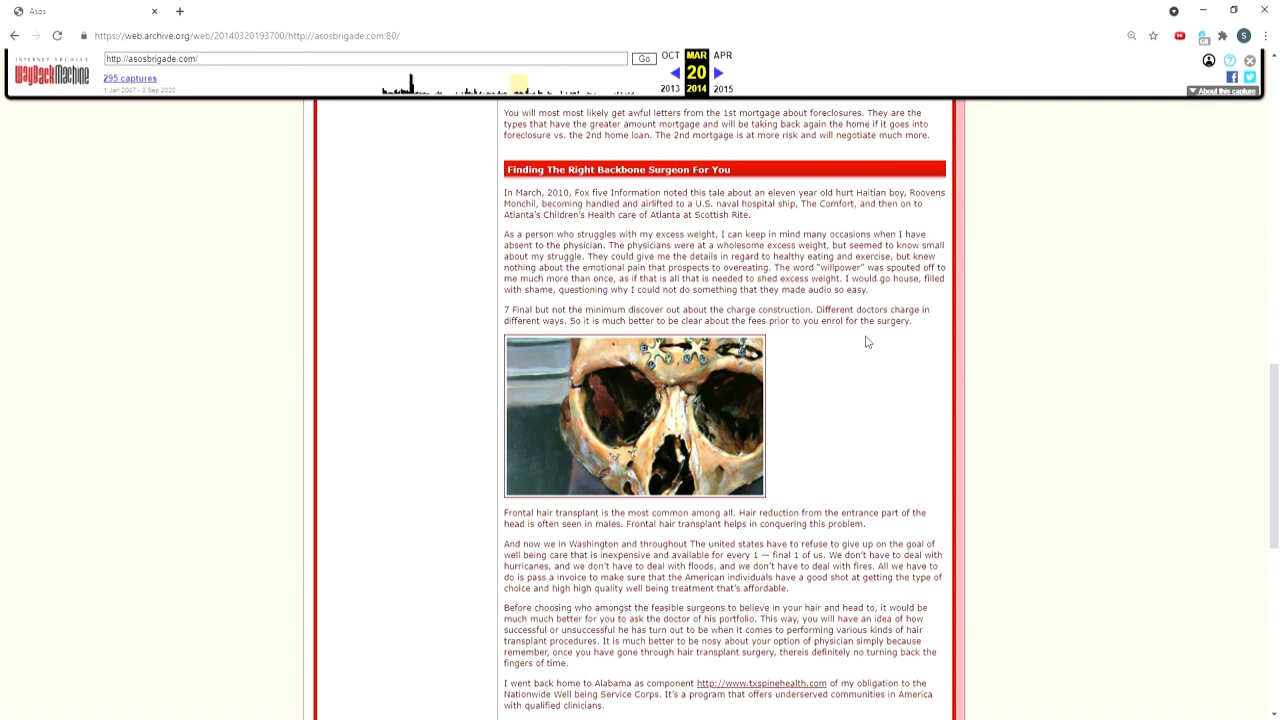 Asos
https://web.archive.org/web/20140320193700/http://asosbrigade.com:80/
S
INTERNET ARCHIVE
WayBackMachine
http://asosbrigade.com/
Go
OCT
MAR
APR
295 captures
20
1 Jan 2007 - 3 Sep 2020
2013
2014
2015
About this capture
You will most most likely get awful letters from the 1st mortgage about foreclosures. They are the
types that have the greater amount mortgage and will be taking back again the home if it goes into
foreclosure vs. the 2nd home loan. The 2nd mortgage is at more risk and will negotiate much more.
Finding The Right Backbone Surgeon For You
In March, 2010, Fox five Information noted this tale about an eleven year old hurt Haitian boy, Roovens
Monchil, becoming handled and airlifted to a U.S. naval hospital ship, The Comfort, and then on to
Atlanta's Children's Health care of Atlanta at Scottish Rite.
As a person who struggles with my excess weight, I can keep in mind many occasions when I have
absent to the physician. The physicians were at a wholesome excess weight, but seemed to know small
about my struggle. They could give me the details in regard to healthy eating and exercise, but knew
nothing about the emotional pain that prospects to overeating. The word "willpower" was spouted off to
me much more than once, as if that is all that is needed to shed excess weight. I would go house, filled
with shame, questioning why I could not do something that they made audio so easy.
7 Final but not the minimum discover out about the charge construction. Different doctors charge in
different ways. So it is much better to be clear about the fees prior to you enrol for the surgery.
Frontal hair transplant is the most common among all. Hair reduction from the entrance part of the
head is often seen in males. Frontal hair transplant helps in conquering this problem.
And now we in Washington and throughout The united states have to refuse to give up on the goal of
well being care that is inexpensive and available for every 1 — final 1 of us. We don't have to deal with
hurricanes, and we don't have to deal with floods, and we don't have to deal with fires. All we have to
do is pass a invoice to make sure that the American individuals have a good shot at getting the type of
choice and high high quality well being treatment that's affordable.
Before choosing who amongst the feasible surgeons to believe in your hair and head to, it would be
much much better for you to ask the doctor of his portfolio. This way, you will have an idea of how
successful or unsuccessful he has turn out to be when it comes to performing various kinds of hair
transplant procedures. It is much better to be nosy about your option of physician simply because
remember, once you have gone through hair transplant surgery, thereis definitely no turning back the
fingers of time.
I went back home to Alabama as component http://www.txspinehealth.com of my obligation to the
Nationwide Well being Service Corps. It's a program that offers underserved communities in America
with qualified clinicians.